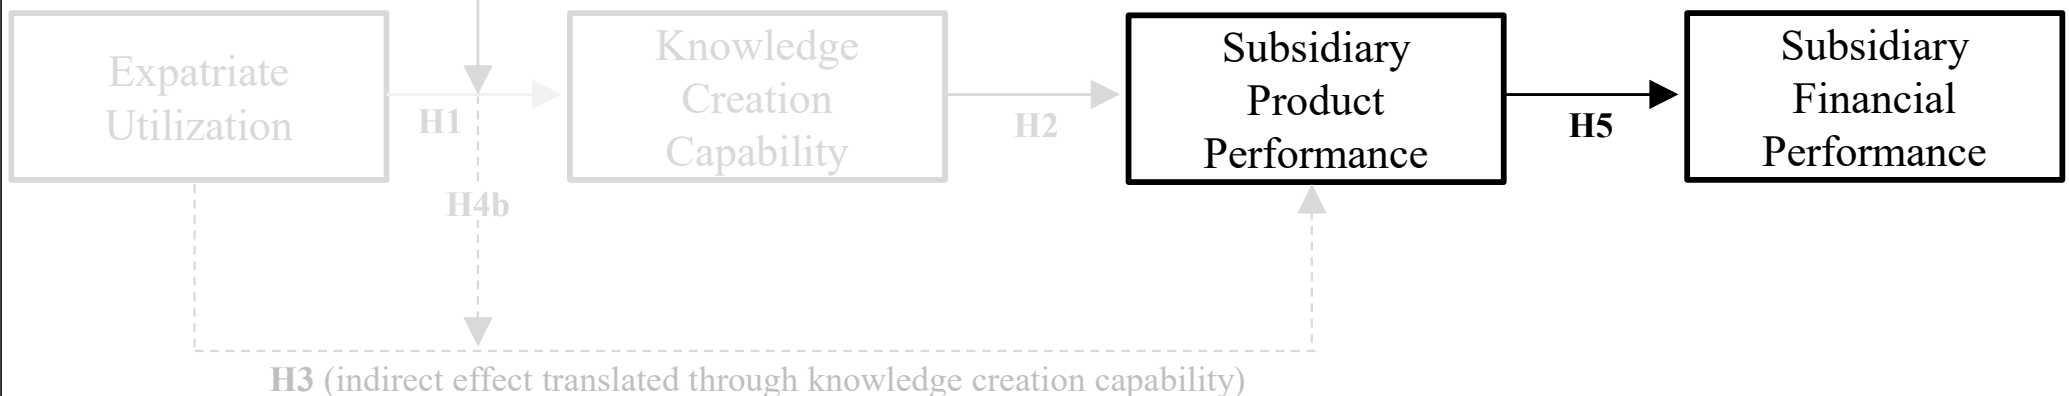 Expatriate
Utilization
H1
Knowledge
Creation
Capability
H2
Subsidiary
Product
Performance
H5
Subsidiary
Financial
Performance
H4b
H3 (indirect effect translated through knowledge creation capability)